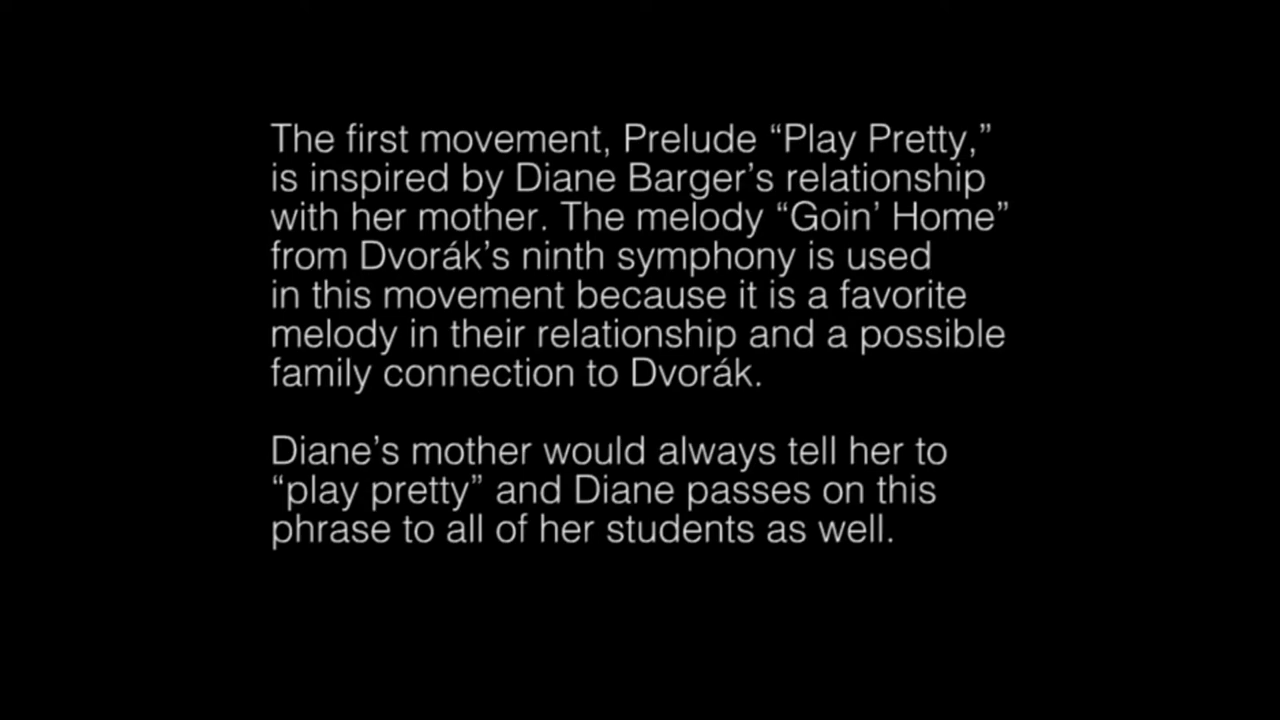 The first movement, Prelude “Play Pretty,”
is inspired by Diane Barger’s relationship
with her mother. The melody “Goin’ Home”
from Dvorák’s ninth symphony is used
in this movement because it is a favorite
melody in their relationship and a possible
family connection to Dvorák.
Diane’s mother would always tell her to
“play pretty” and Diane passes on this
phrase to all of her students as well.